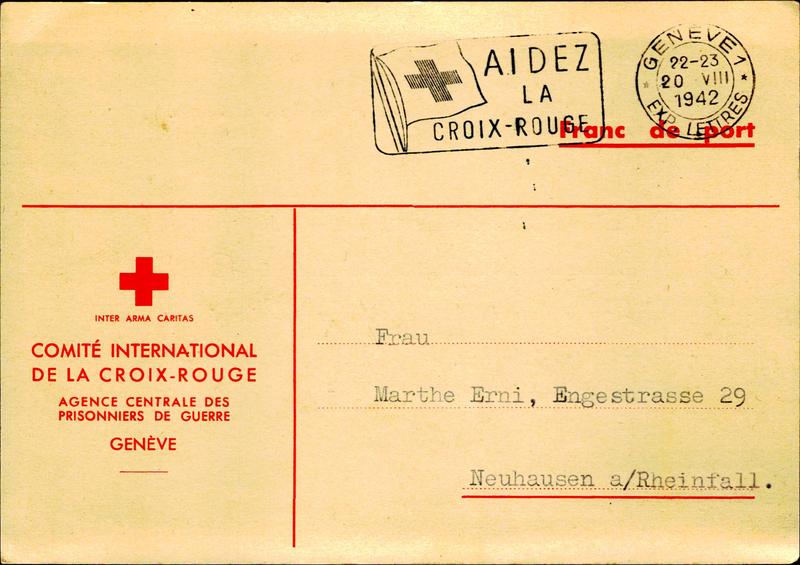 AIDEZ
LA
CROIX-ROUGE
GENÈVE 1
22-23
20 VIII
1942
EXP. LETTRES
Franc de port
INTER ARMA CARITAS
COMITÉ INTERNATIONAL
DE LA CROIX-ROUGE
AGENCE CENTRALE DES
PRISONNIERS DE GUERRE
GENÈVE
Frau
Marthe Erni, Engestrasse 29
Neuhausen a/Rheinfall.